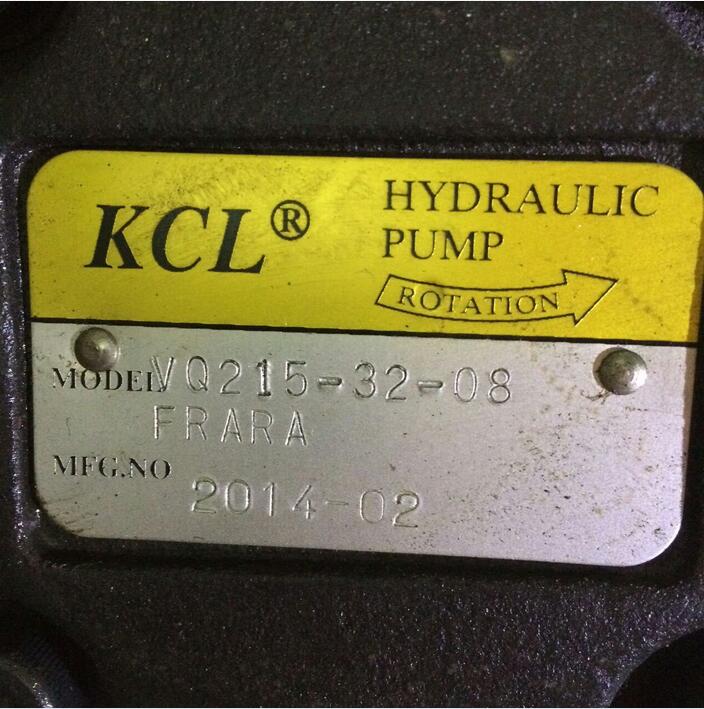 KCL®
HYDRAULIC
PUMP
ROTATION
MODEL VQ215-32-08
FRARA
MFG.NO
2014-02